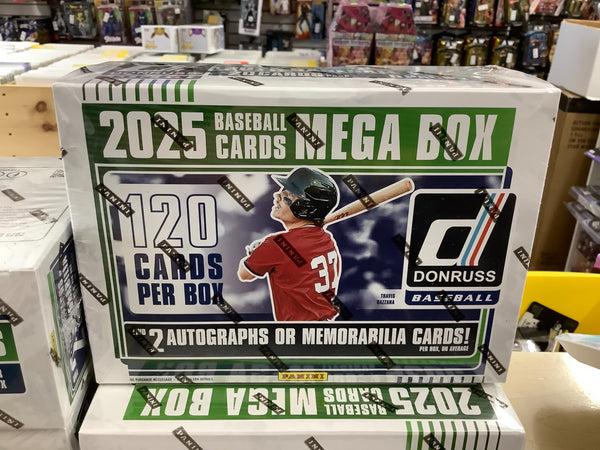 2025 BASEBALL CARDS MEGA BOX
120
CARDS
PER BOX
37
TRAVIS
BAZZANA
d
DONRUSS
BASEBALL
2 AUTOGRAPHS OR MEMORABILIA CARDS!
PER BOX, ON AVERAGE
PANINI
2025 BASEBALL CARDS MEGA BOX